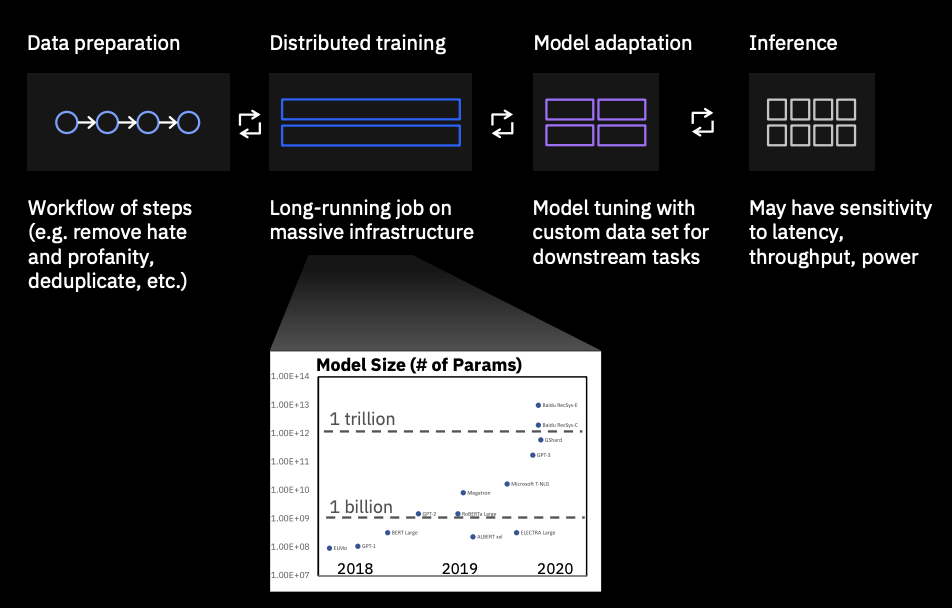 Data preparation
Distributed training
Model adaptation
Inference
Workflow of steps
(e.g. remove hate
and profanity,
deduplicate, etc.)
Long-running job on
massive infrastructure
Model tuning with
custom data set for
downstream tasks
May have sensitivity
to latency,
throughput, power
Model Size (# of Params)
1.00E+14
1.00E+13
1.00E+12
1.00E+11
1.00E+10
1.00E+09
1.00E+08
1.00E+07
1 trillion
1 billion
Baidu RecSys-E
Baidu RecSys-C
GShard
GPT-3
Microsoft T-NLG
Megatron
GPT-2
RoBERTa Large
BERT Large
ALBERT xxl
ELECTRA Large
ELMo
GPT-1
2018
2019
2020